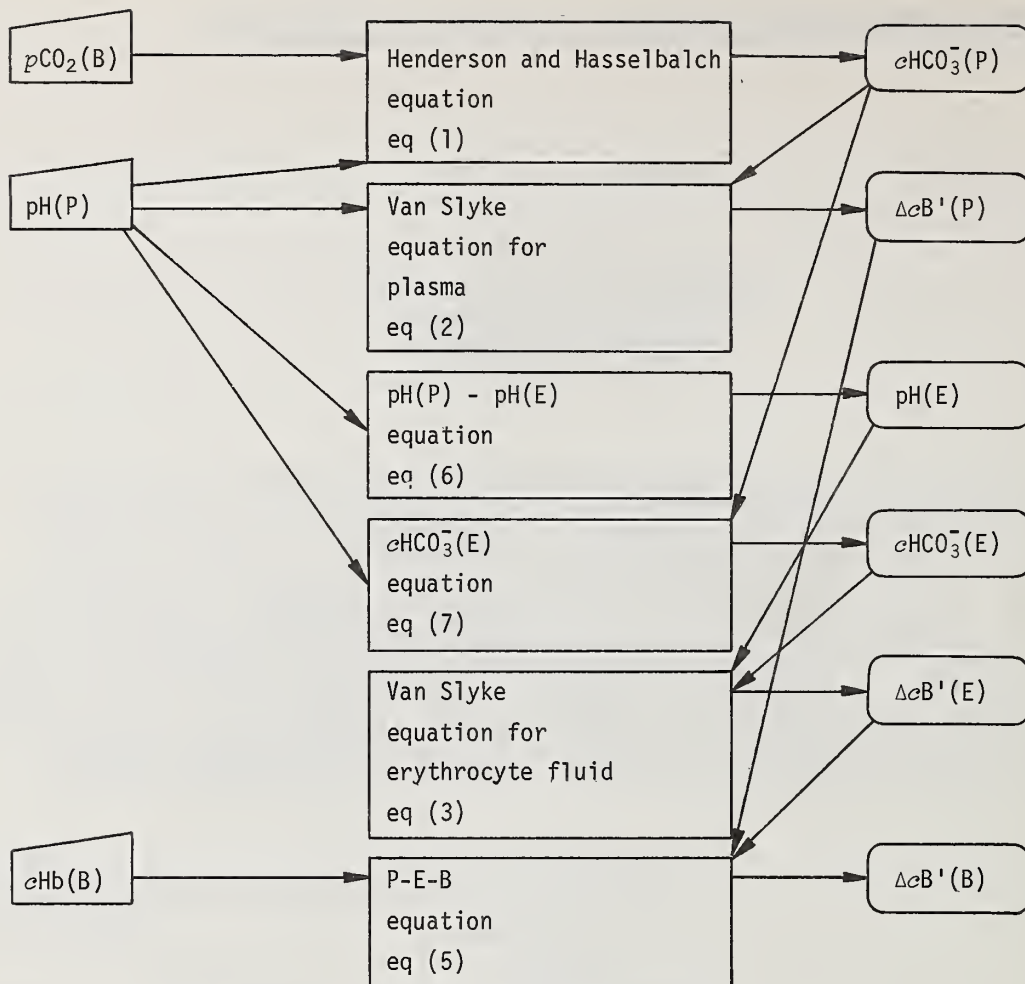 pCO₂(B)
Henderson and Hasselbalch
equation
eq (1)
cHCO₃⁻(P)
pH(P)
Van Slyke
equation for
plasma
eq (2)
ΔcB'(P)
pH(P) - pH(E)
equation
eq (6)
pH(E)
cHCO₃⁻(E)
equation
eq (7)
cHCO₃⁻(E)
Van Slyke
equation for
erythrocyte fluid
eq (3)
ΔcB'(E)
cHb(B)
P-E-B
equation
eq (5)
ΔcB'(B)